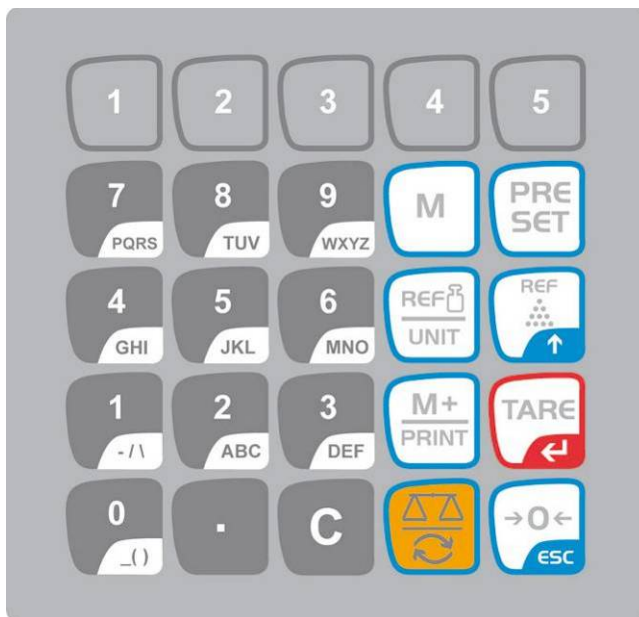 1 2 3 4 5
7 8 9 M PRE
PQRS TUV WXYZ SET
4 5 6 REF REF
GHI JKL MNO UNIT ↑
1 2 3 M+ TARE
-/\ ABC DEF PRINT
0 . C →0←
_() ESC